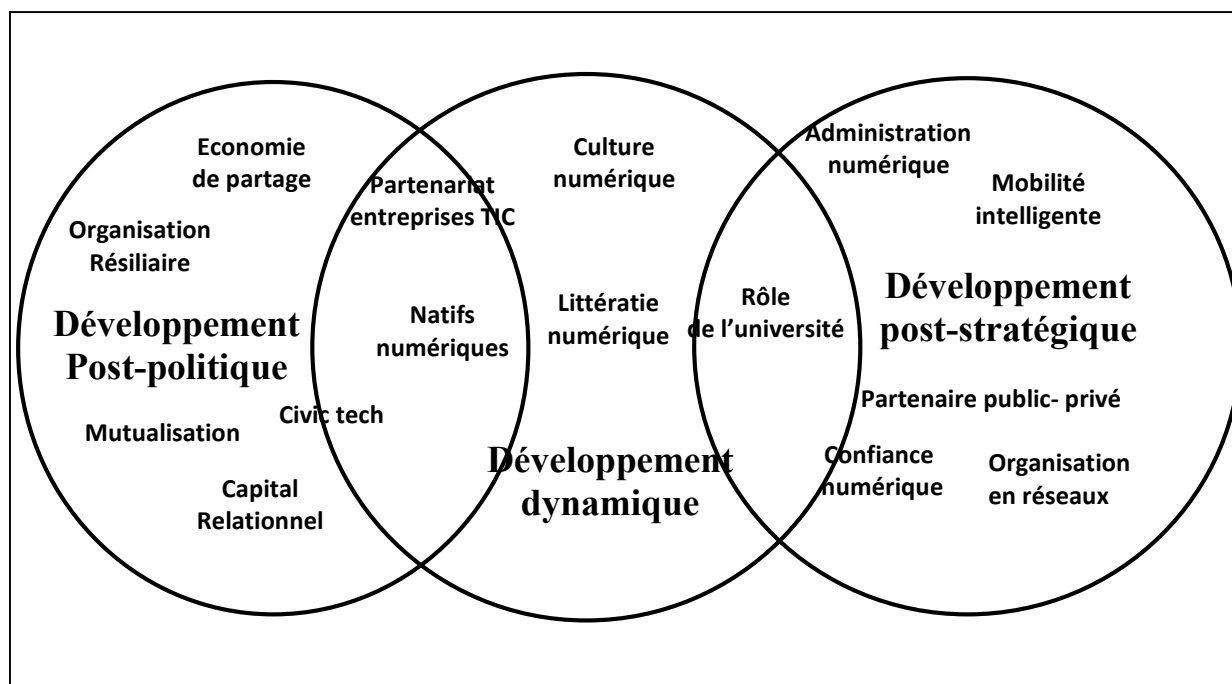 Economie
de partage
Organisation
Résiliaire
Développement
Post-politique
Mutualisation
Capital
Relationnel
Partenariat
entreprises TIC
Natifs
numériques
Civic tech
Culture
numérique
Littératie
numérique
Développement
dynamique
Rôle
de l’université
Administration
numérique
Mobilité
intelligente
Développement
post-stratégique
Partenaire public- privé
Confiance
numérique
Organisation
en réseaux